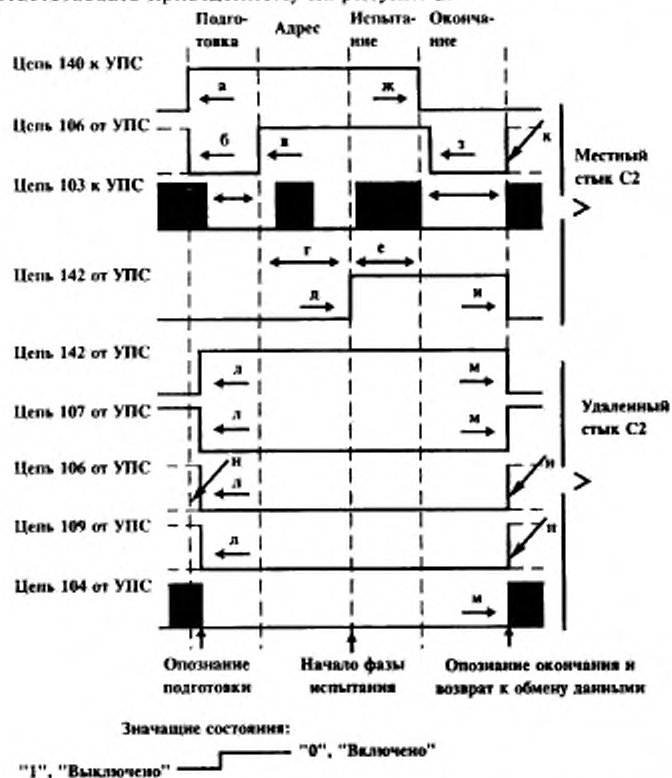 Подго-
товка
Адрес
Испыта-
ние
Оконча-
ние
Цепь 140 к УПС
а
ж
Цепь 106 от УПС
б
в
з
к
Местный
стык С2
Цепь 103 к УПС
г
е
Цепь 142 от УПС
д
и
Цепь 142 от УПС
л
м
Цепь 107 от УПС
л
м
Удаленный
стык С2
Цепь 106 от УПС
н
л
н
Цепь 109 от УПС
л
н
Цепь 104 от УПС
м
Опознание
подготовки
Начало фазы
испытания
Опознание окончания и
возврат к обмену данными
Значащие состояния:
"0", "Включено"
"1", "Выключено"